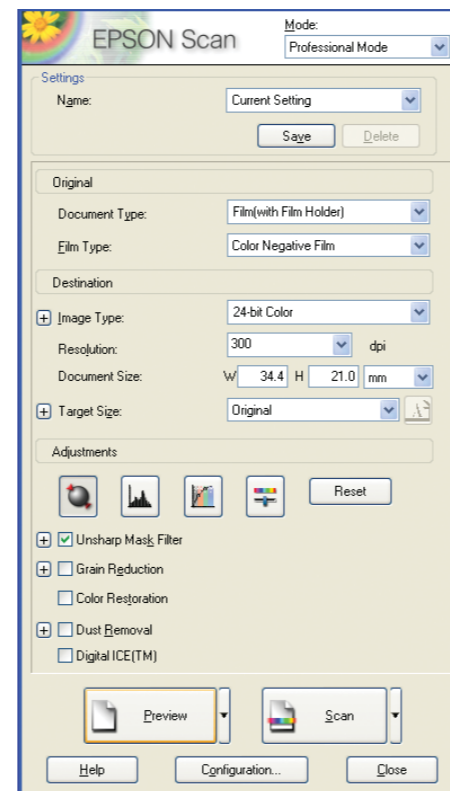 EPSON Scan
Mode:
Professional Mode
Settings
Name: Current Setting
Save Delete
Original
Document Type: Film(with Film Holder)
Film Type: Color Negative Film
Destination
Image Type: 24-bit Color
Resolution: 300 dpi
Document Size: W 34.4 H 21.0 mm
Target Size: Original
Adjustments
Reset
Unsharp Mask Filter
Grain Reduction
Color Restoration
Dust Removal
Digital ICE(TM)
Preview Scan
Help Configuration... Close